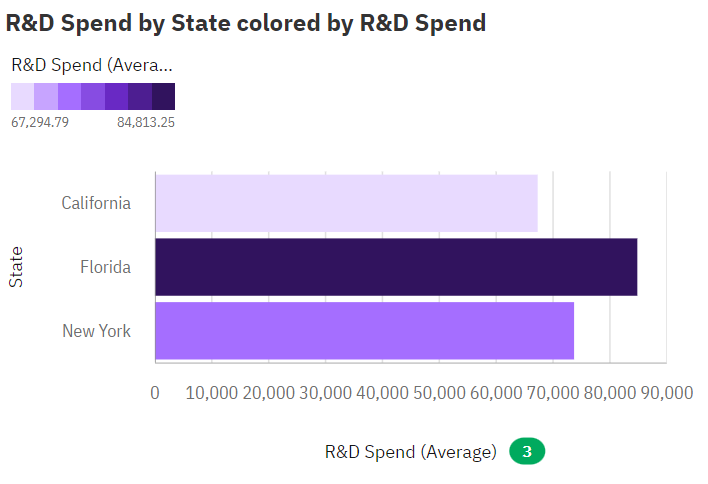 R&D Spend by State colored by R&D Spend
R&D Spend (Avera...
67,294.79 84,813.25
California
Florida
New York
State
0 10,000 20,000 30,000 40,000 50,000 60,000 70,000 80,000 90,000
R&D Spend (Average) 3